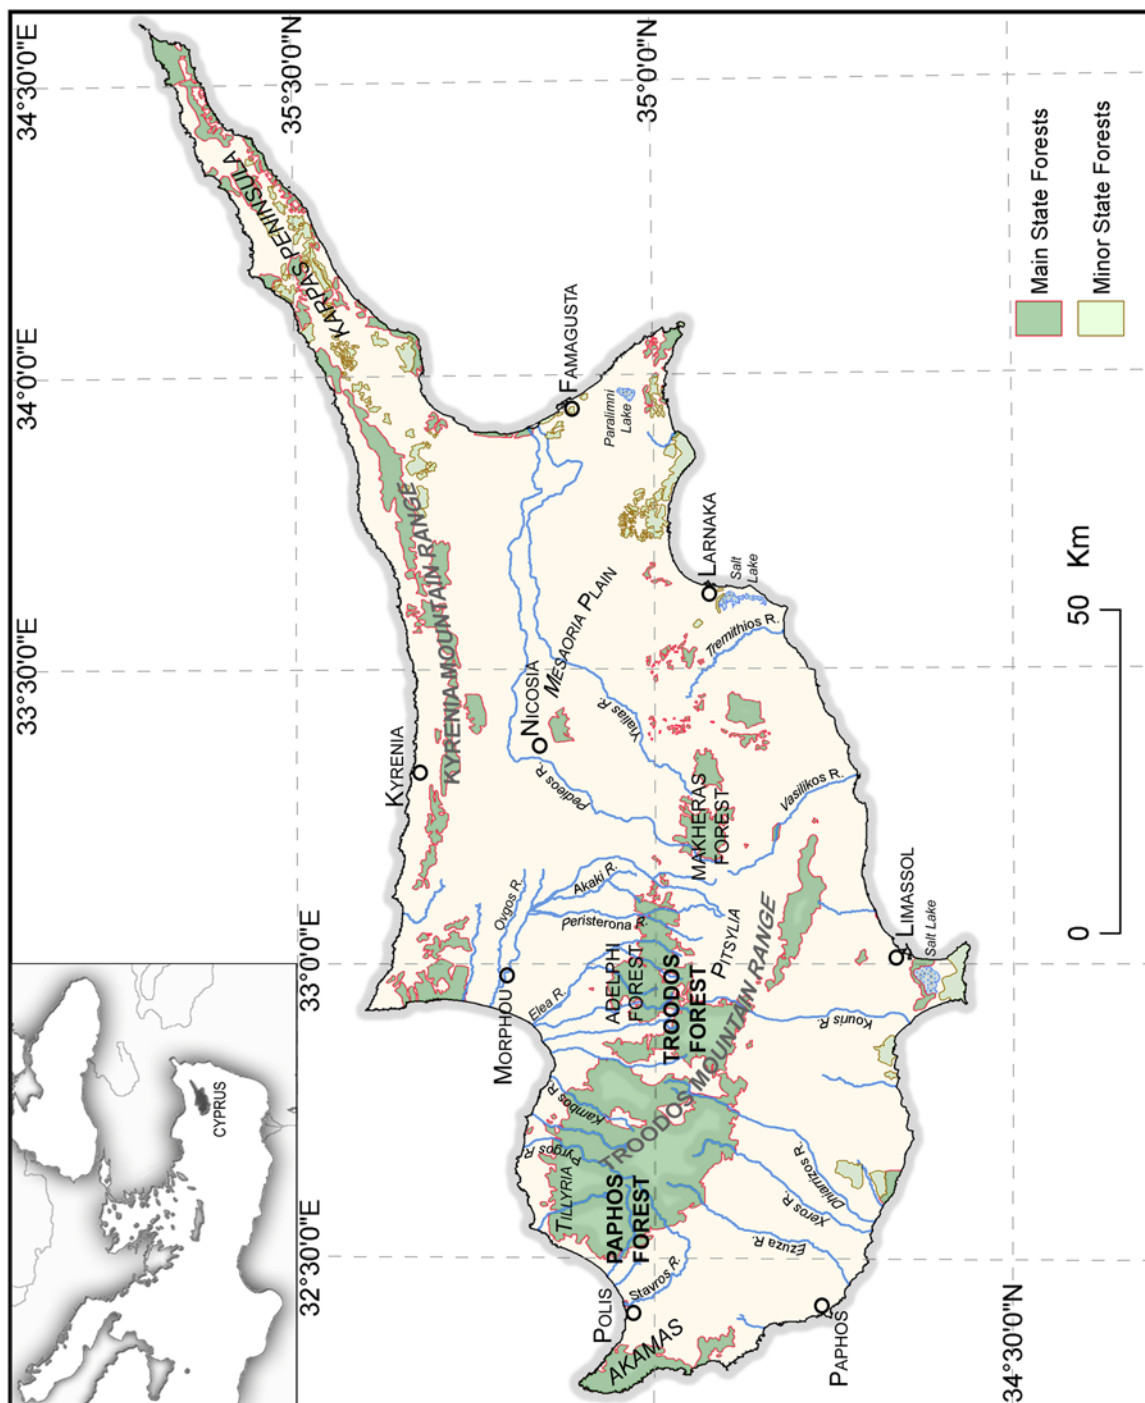 CYPRUS
32°30'0"E
33°0'0"E
33°30'0"E
34°0'0"E
34°30'0"E
35°30'0"N
35°0'0"N
34°30'0"N
KARPAS PENINSULA
KYRENIA
KYRENIA MOUNTAIN RANGE
MORPHOU
Ovgos R.
NICOSIA
MESAORIA PLAIN
FAMAGUSTA
Paralimni
Lake
Pedieos R.
Yialias R.
Akaki R.
Peristerona R.
Elea R.
Kambos R.
Pyrgos R.
TILLYRIA
PAPHOS
FOREST
ADELPHI
FOREST
TROODOS
FOREST
PITSYLIA
TROODOS MOUNTAIN RANGE
MAKHERAS
FOREST
POLIS
Stavros R.
AKAMAS
PAPHOS
Ezuza R.
Xeros R.
Dhiarrizos R.
Kouris R.
LIMASSOL
Salt Lake
Vasilikos R.
Tremithios R.
LARNAKA
Salt
Lake
0
50
Km
Main State Forests
Minor State Forests